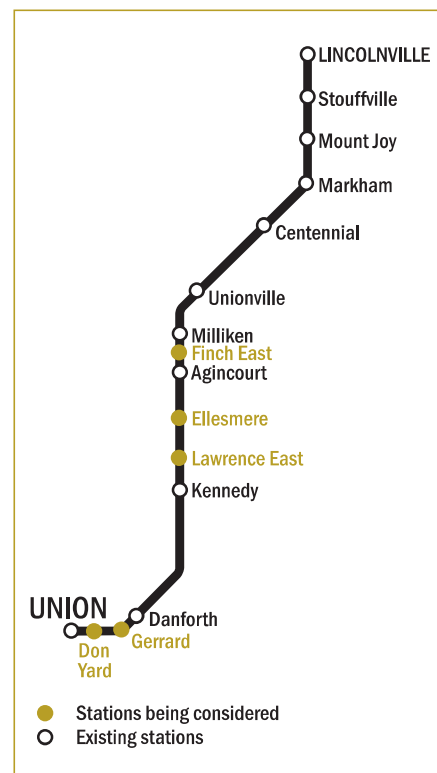 LINCOLNVILLE
Stouffville
Mount Joy
Markham
Centennial
Unionville
Milliken
Finch East
Agincourt
Ellesmere
Lawrence East
Kennedy
UNION
Danforth
Gerrard
Don
Yard
Stations being considered
Existing stations